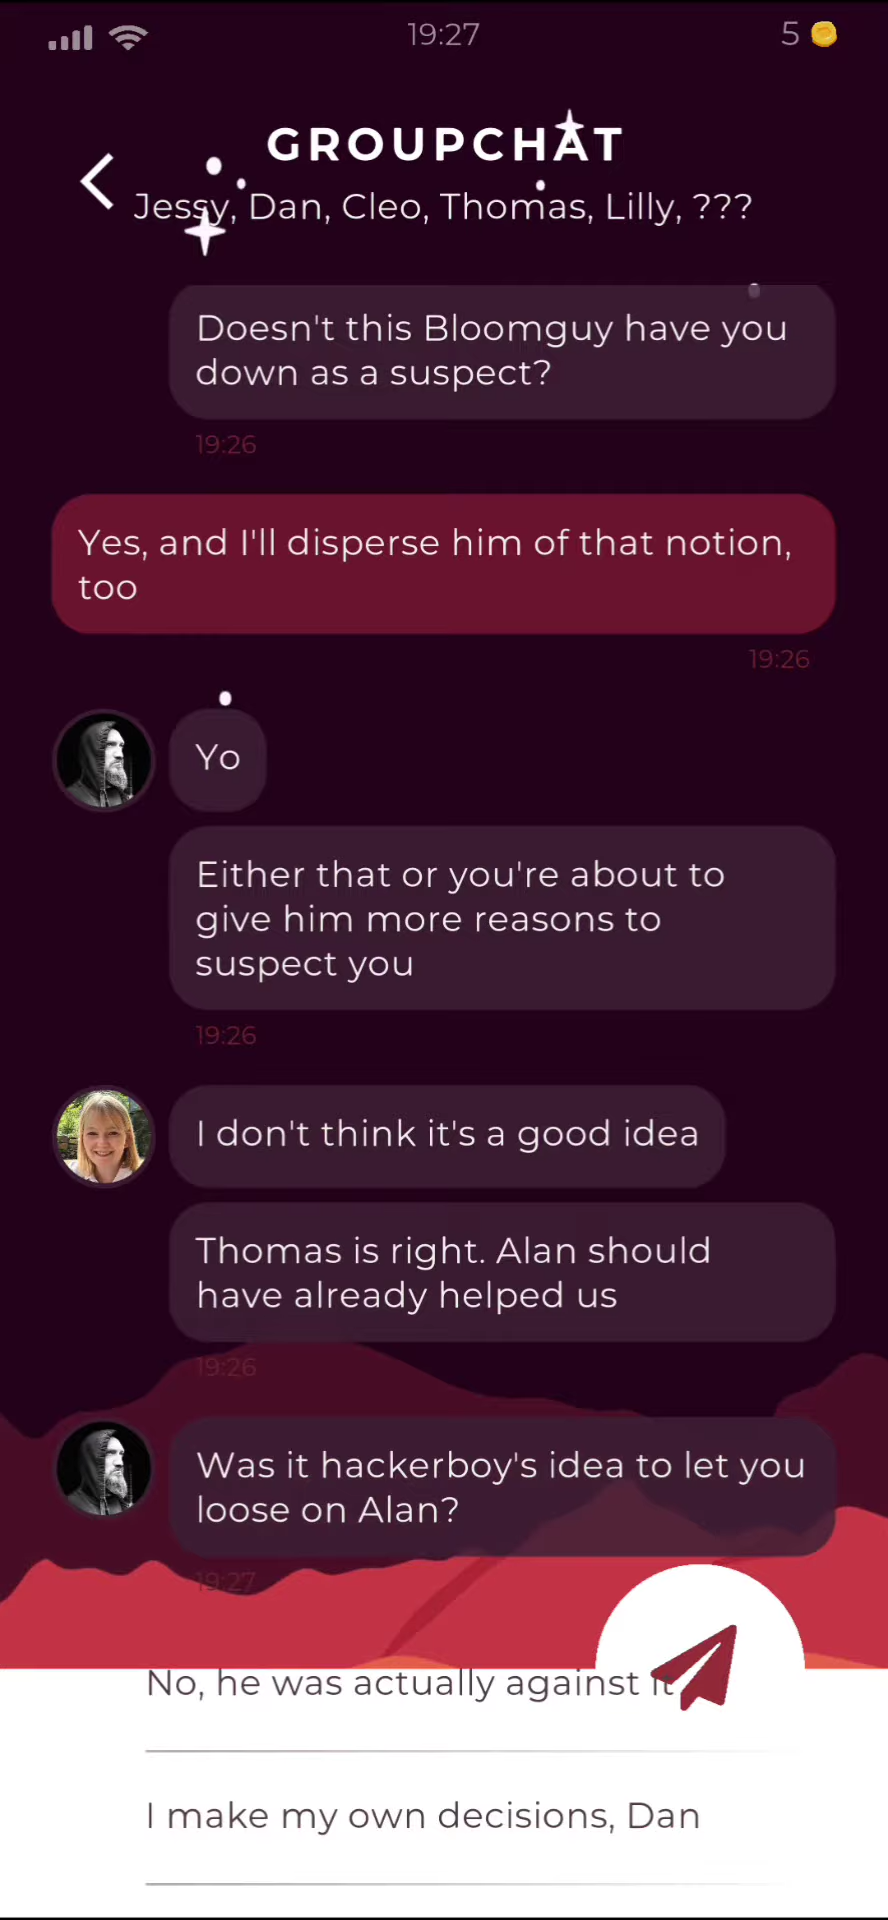 19:27
5
GROUPCHAT
Jessy, Dan, Cleo, Thomas, Lilly, ???
Doesn't this Bloomguy have you
down as a suspect?
19:26
Yes, and I'll disperse him of that notion,
too
19:26
Yo
Either that or you're about to
give him more reasons to
suspect you
19:26
I don't think it's a good idea
Thomas is right. Alan should
have already helped us
19:26
Was it hackerboy's idea to let you
loose on Alan?
19:27
No, he was actually against it
I make my own decisions, Dan